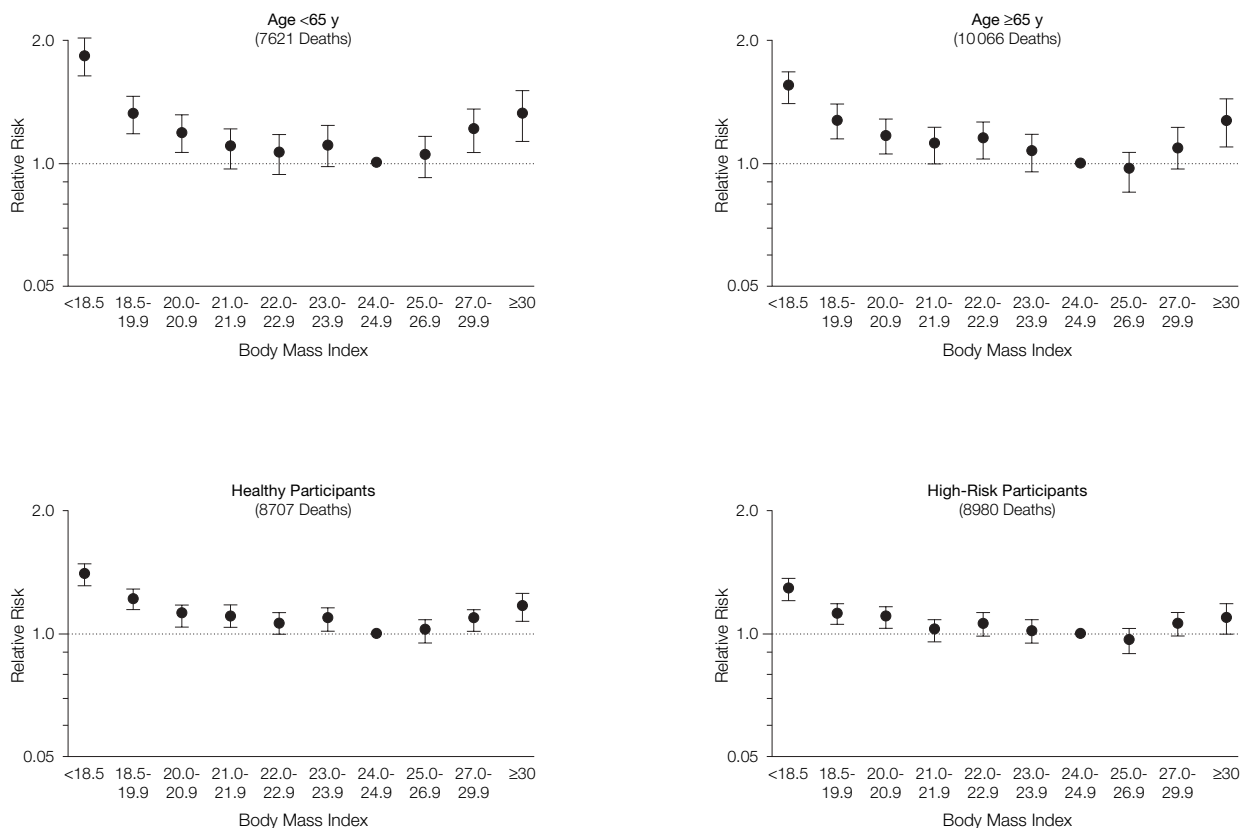 Age <65 y
(7621 Deaths)
2.0
1.0
0.05
Relative Risk
<18.5 18.5- 20.0- 21.0- 22.0- 23.0- 24.0- 25.0- 27.0- ≥30
19.9 20.9 21.9 22.9 23.9 24.9 26.9 29.9
Body Mass Index
Age ≥65 y
(10 066 Deaths)
2.0
1.0
0.05
Relative Risk
<18.5 18.5- 20.0- 21.0- 22.0- 23.0- 24.0- 25.0- 27.0- ≥30
19.9 20.9 21.9 22.9 23.9 24.9 26.9 29.9
Body Mass Index
Healthy Participants
(8707 Deaths)
2.0
1.0
0.05
Relative Risk
<18.5 18.5- 20.0- 21.0- 22.0- 23.0- 24.0- 25.0- 27.0- ≥30
19.9 20.9 21.9 22.9 23.9 24.9 26.9 29.9
Body Mass Index
High-Risk Participants
(8980 Deaths)
2.0
1.0
0.05
Relative Risk
<18.5 18.5- 20.0- 21.0- 22.0- 23.0- 24.0- 25.0- 27.0- ≥30
19.9 20.9 21.9 22.9 23.9 24.9 26.9 29.9
Body Mass Index